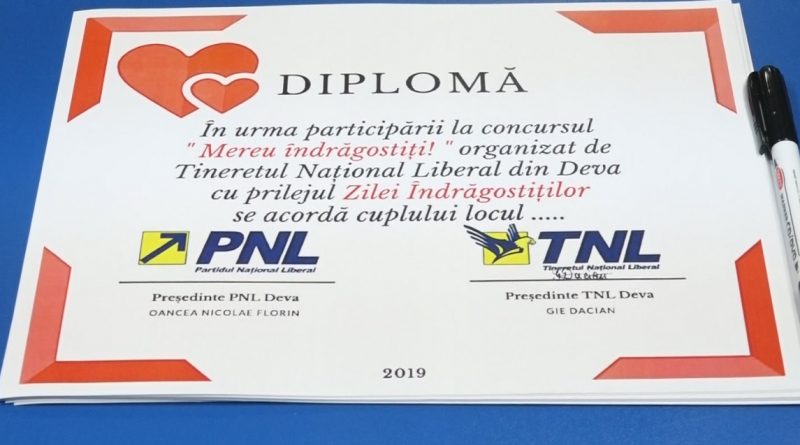 DIPLOMĂ
În urma participării la concursul
" Mereu îndrăgostiți! " organizat de
Tineretul Național Liberal din Deva
cu prilejul Zilei Îndrăgostiților
se acordă cuplului locul .....
PNL
Partidul Național Liberal
Președinte PNL Deva
OANCEA NICOLAE FLORIN
TNL
Tineretul Național Liberal
Președinte TNL Deva
GIE DACIAN
2019